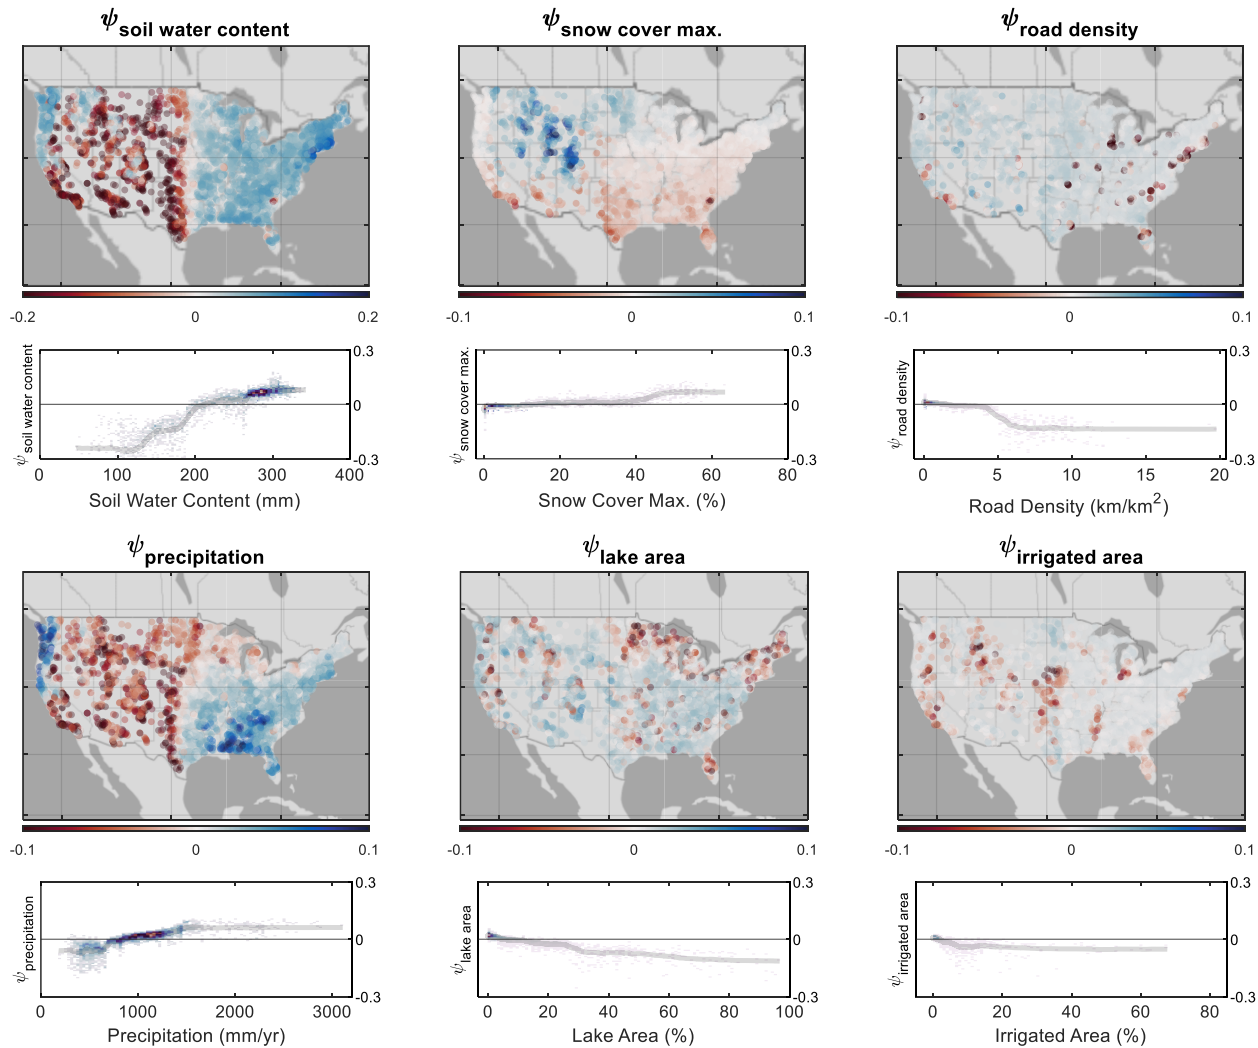 ψ soil water content
ψ snow cover max.
ψ road density
-0.2 0 0.2
-0.1 0 0.1
-0.1 0 0.1
ψ soil water content
0.3
0
-0.3
0 100 200 300 400
Soil Water Content (mm)
ψ snow cover max.
0.3
0
-0.3
0 20 40 60 80
Snow Cover Max. (%)
ψ road density
0.3
0
-0.3
0 5 10 15 20
Road Density (km/km²)
ψ precipitation
ψ lake area
ψ irrigated area
-0.1 0 0.1
-0.1 0 0.1
-0.1 0 0.1
ψ precipitation
0.3
0
-0.3
0 1000 2000 3000
Precipitation (mm/yr)
ψ lake area
0.3
0
-0.3
0 20 40 60 80 100
Lake Area (%)
ψ irrigated area
0.3
0
-0.3
0 20 40 60 80
Irrigated Area (%)